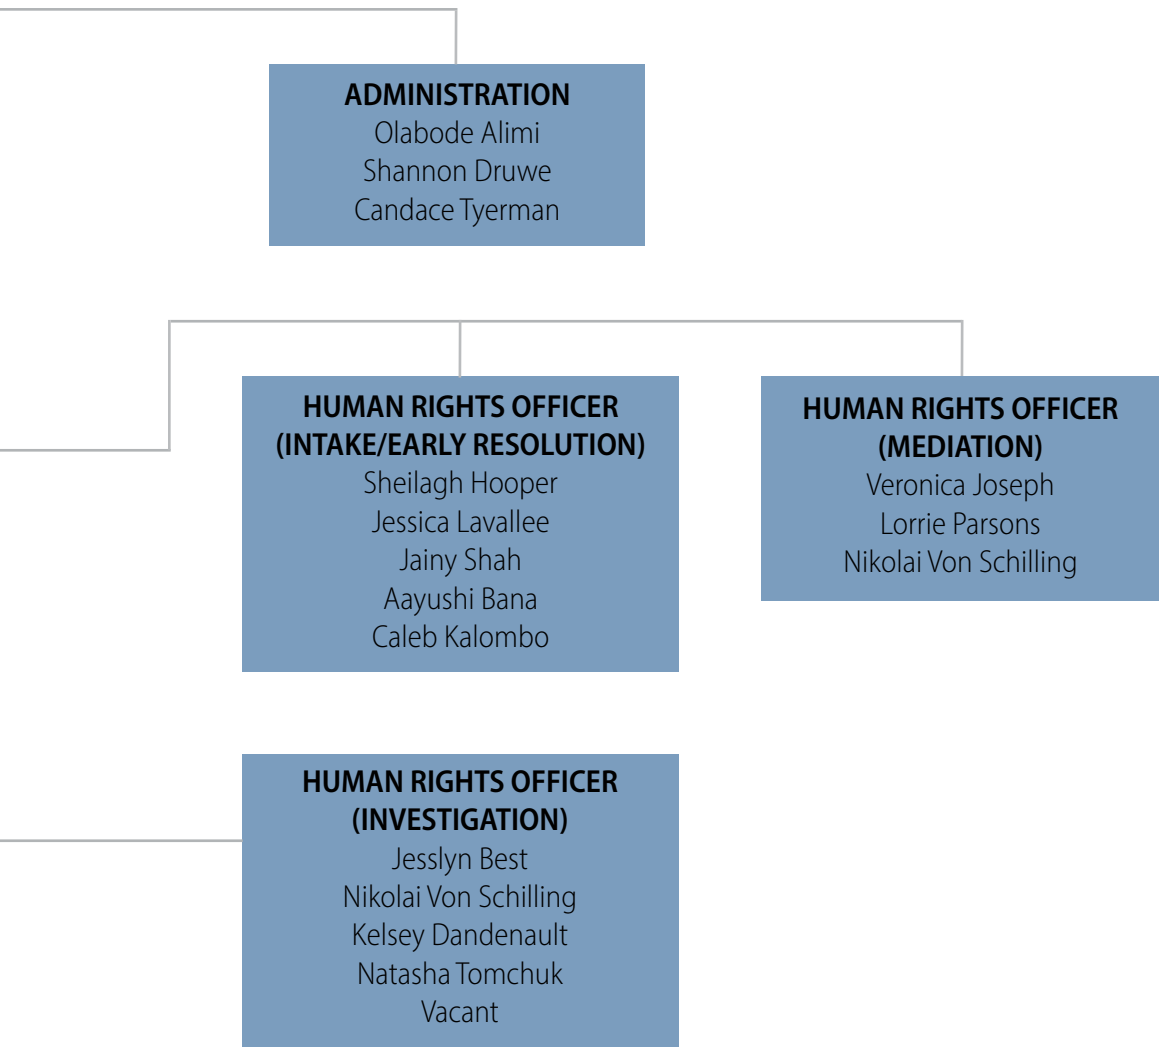 ADMINISTRATION
Olabode Alimi
Shannon Druwe
Candace Tyerman
HUMAN RIGHTS OFFICER
(INTAKE/EARLY RESOLUTION)
Sheilagh Hooper
Jessica Lavallee
Jainy Shah
Aayushi Bana
Caleb Kalombo
HUMAN RIGHTS OFFICER
(MEDIATION)
Veronica Joseph
Lorrie Parsons
Nikolai Von Schilling
HUMAN RIGHTS OFFICER
(INVESTIGATION)
Jesslyn Best
Nikolai Von Schilling
Kelsey Dandenault
Natasha Tomchuk
Vacant